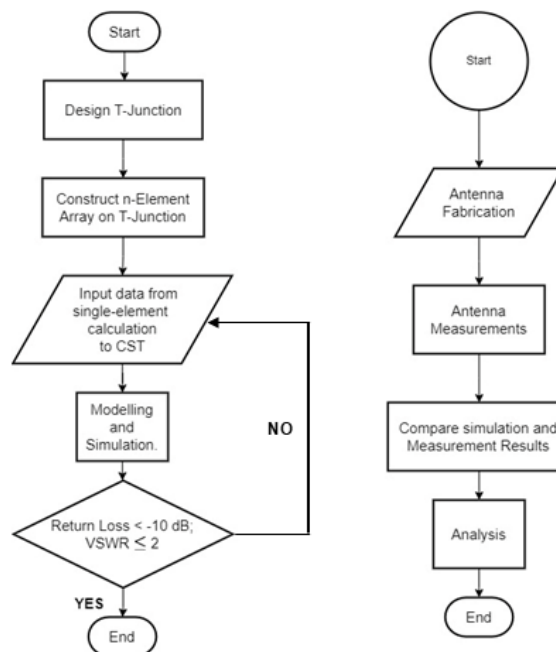 Start
Design T-Junction
Construct n-Element
Array on T-Junction
Input data from
single-element
calculation
to CST
Modelling
and
Simulation.
NO
Return Loss < -10 dB;
VSWR ≤ 2
YES
End
Start
Antenna
Fabrication
Antenna
Measurements
Compare simulation and
Measurement Results
Analysis
End